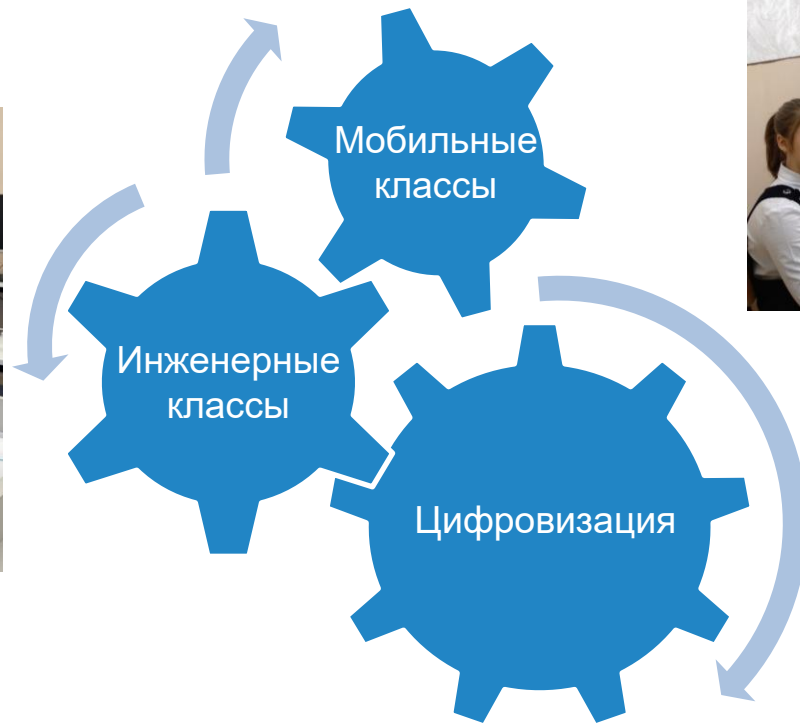 Мобильные
классы
Инженерные
классы
Цифровизация